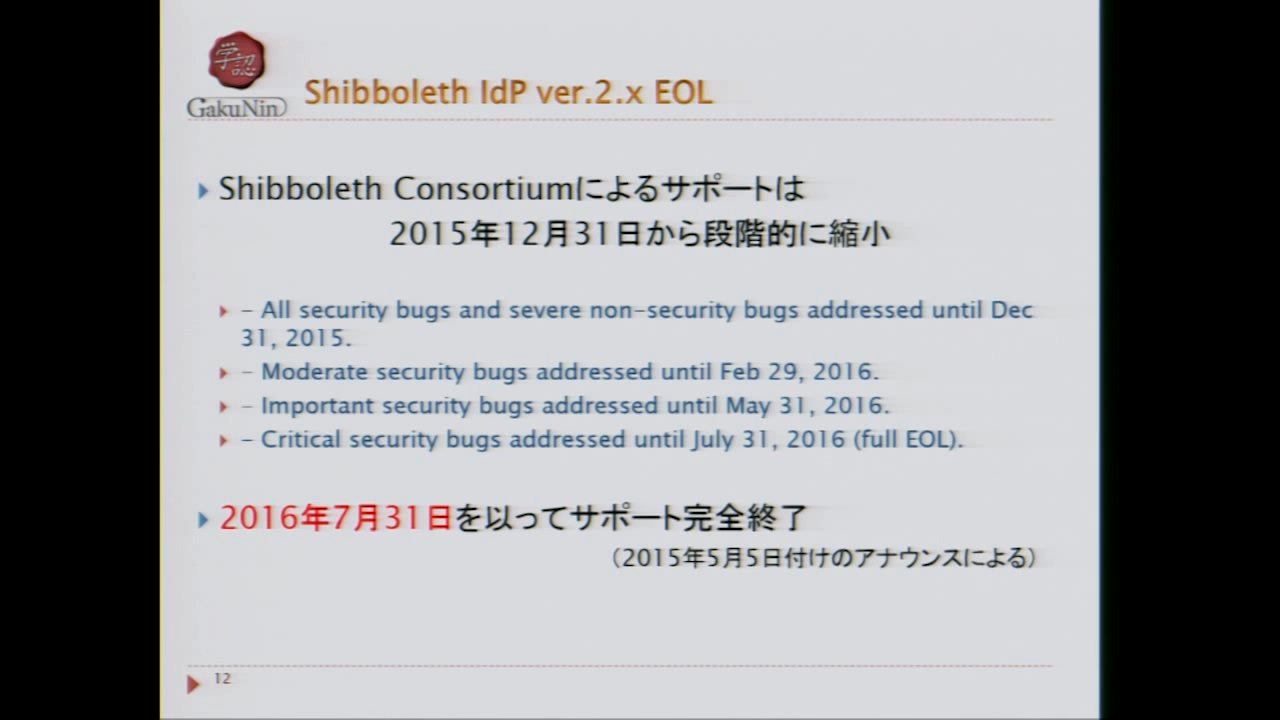 学認
GakuNin
Shibboleth IdP ver.2.x EOL
Shibboleth Consortiumによるサポートは
2015年12月31日から段階的に縮小
– All security bugs and severe non-security bugs addressed until Dec
31, 2015.
– Moderate security bugs addressed until Feb 29, 2016.
– Important security bugs addressed until May 31, 2016.
– Critical security bugs addressed until July 31, 2016 (full EOL).
2016年7月31日を以ってサポート完全終了
（2015年5月5日付けのアナウンスによる）
12